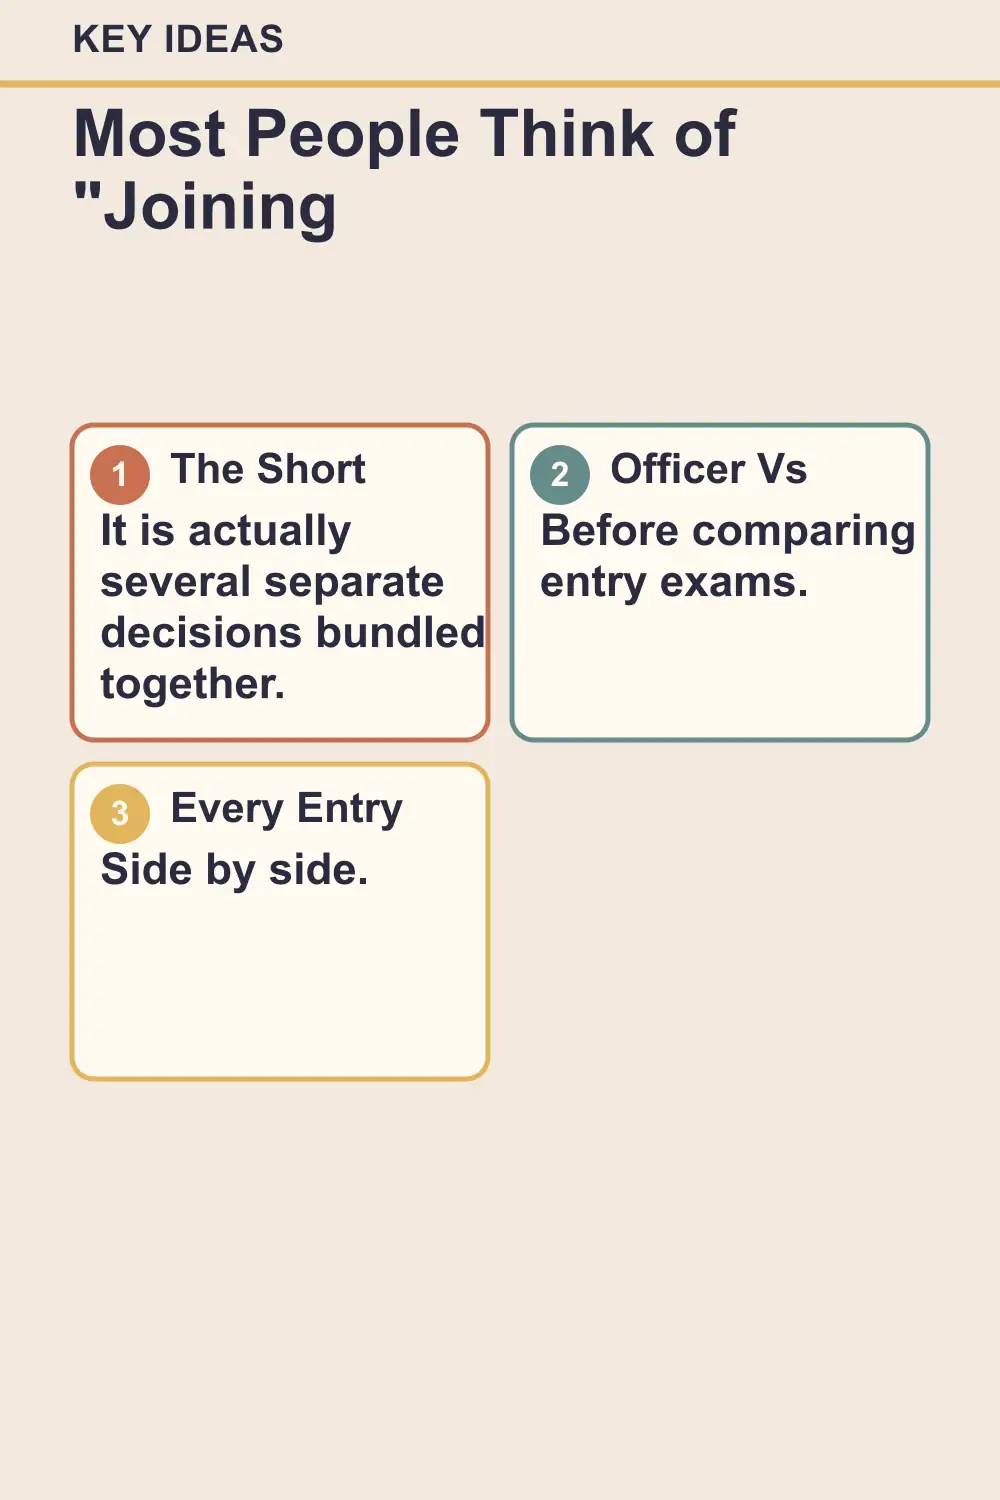 KEY IDEAS
Most People Think of
"Joining
1
The Short
It is actually
several separate
decisions bundled
together.
2
Officer Vs
Before comparing
entry exams.
3
Every Entry
Side by side.